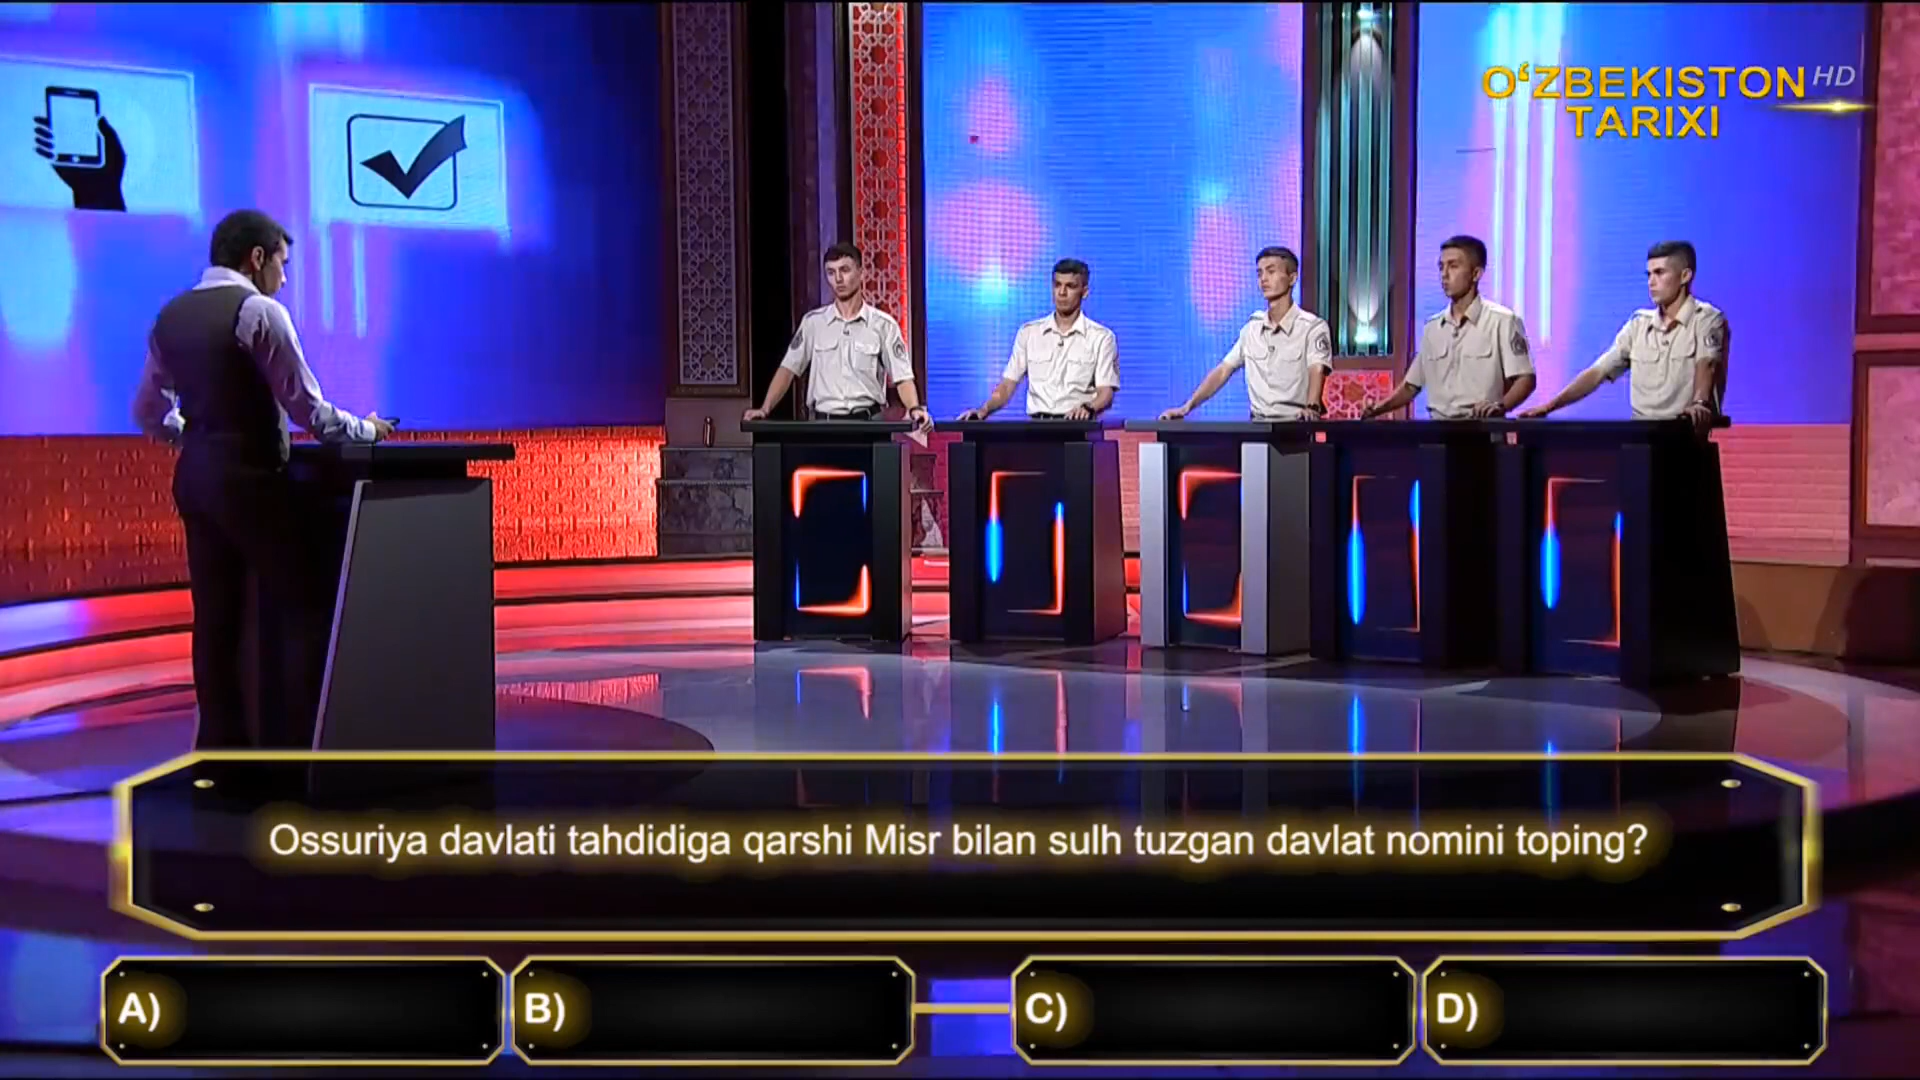 O‘ZBEKISTON HD
TARIXI
Ossuriya davlati tahdidiga qarshi Misr bilan sulh tuzgan davlat nomini toping?
A)
B)
C)
D)